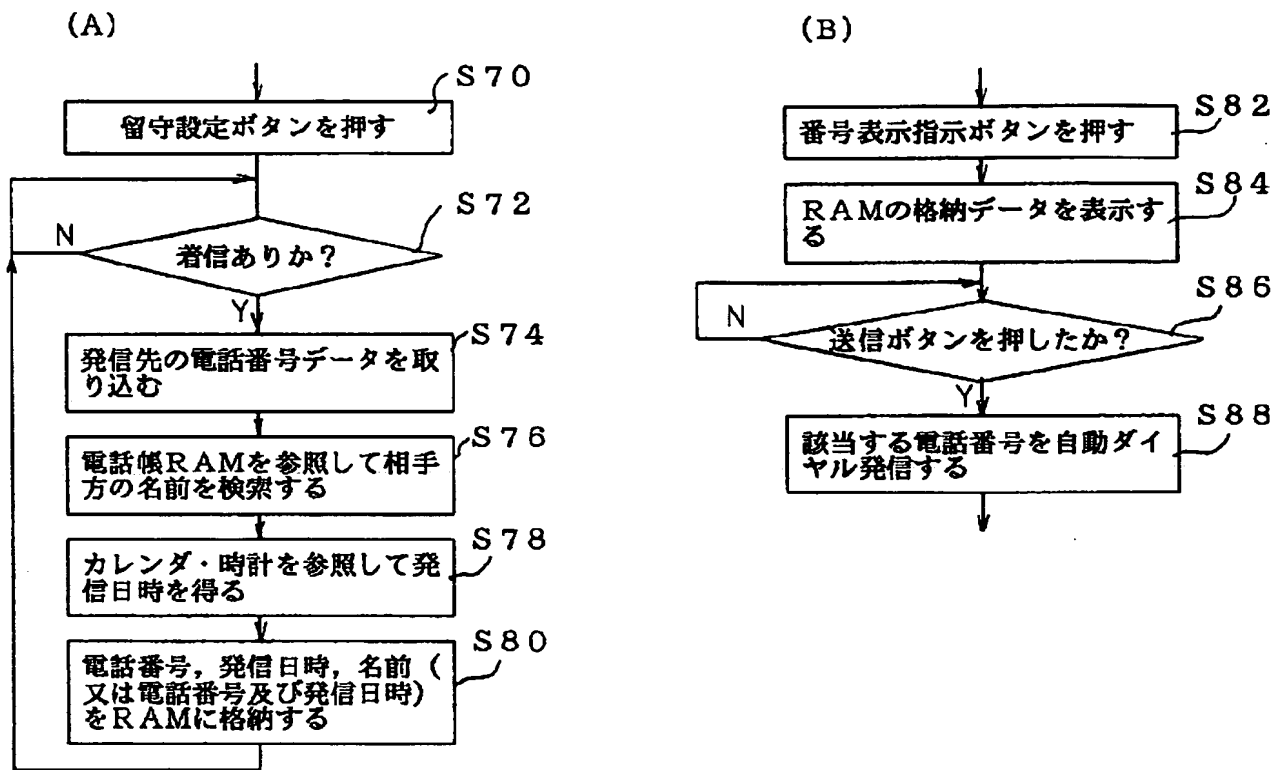 (A)
S70
留守設定ボタンを押す
S72
N
着信ありか？
Y
S74
発信先の電話番号データを取
り込む
S76
電話帳RAMを参照して相手
方の名前を検索する
S78
カレンダ・時計を参照して発
信日時を得る
S80
電話番号，発信日時，名前（
又は電話番号及び発信日時）
をRAMに格納する
(B)
S82
番号表示指示ボタンを押す
S84
RAMの格納データを表示す
る
S86
N
送信ボタンを押したか？
Y
S88
該当する電話番号を自動ダイ
ヤル発信する